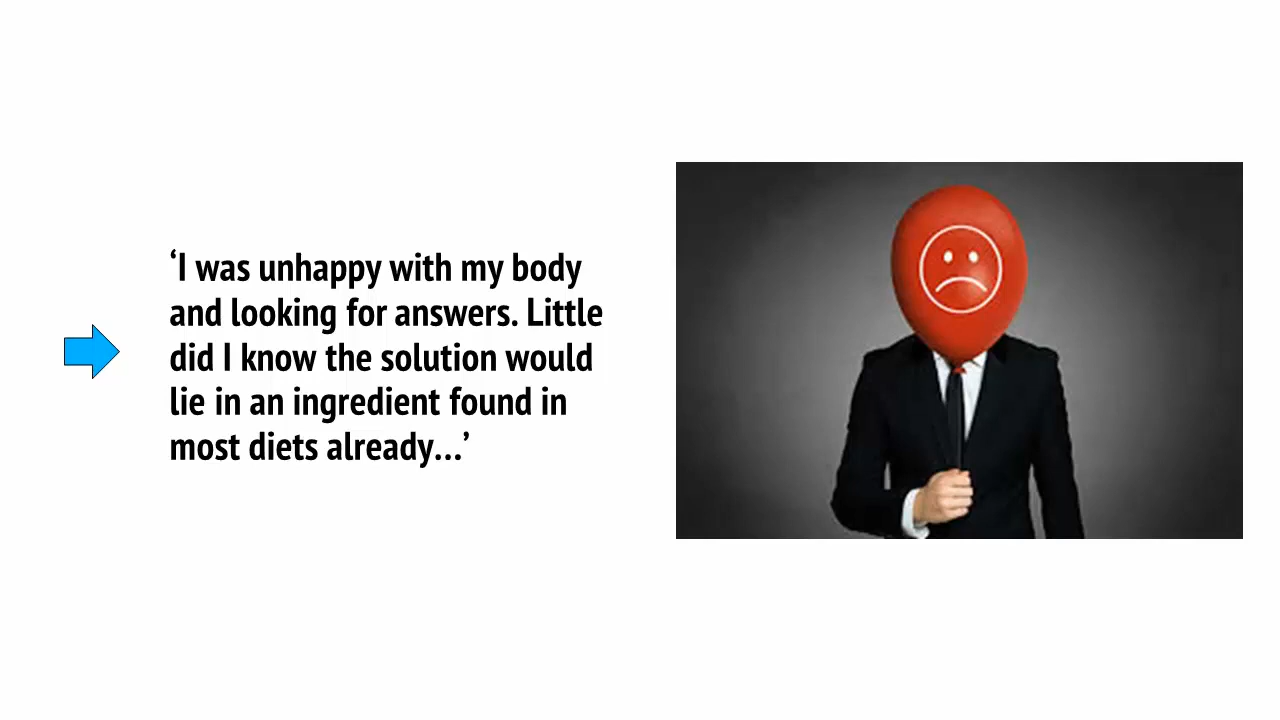 ‘I was unhappy with my body
and looking for answers. Little
did I know the solution would
lie in an ingredient found in
most diets already...’